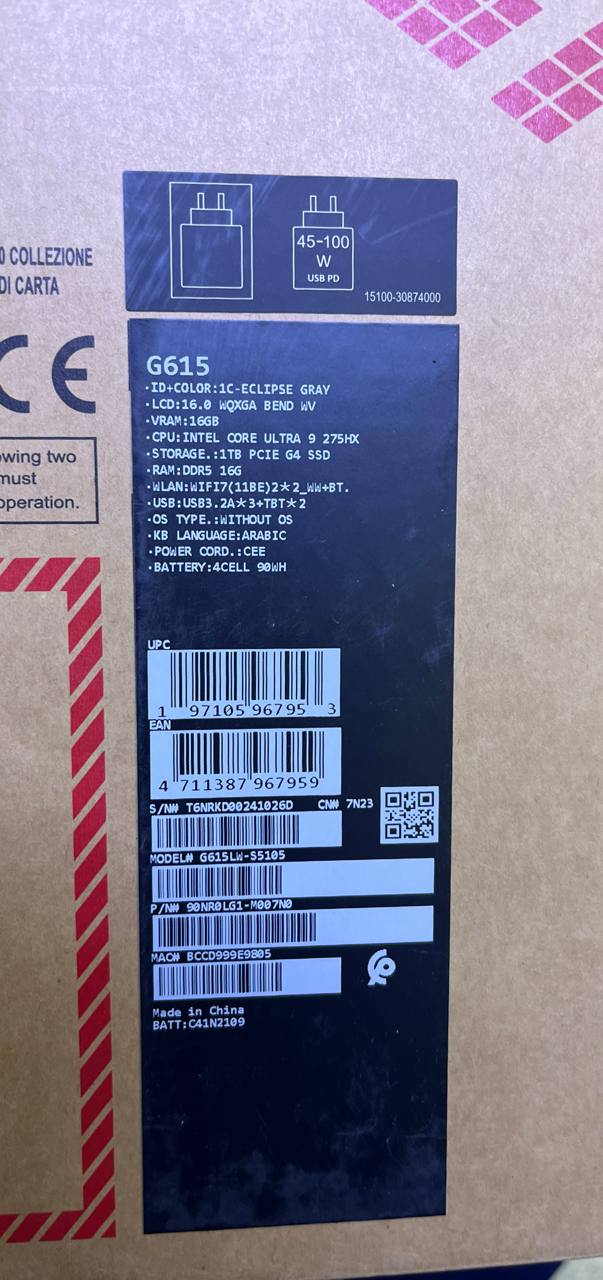 0 COLLEZIONE
DI CARTA
CE
owing two
must
operation.
45-100
W
USB PD
15100-30874000
G615
·ID+COLOR:1C-ECLIPSE GRAY
·LCD:16.0 WQXGA BEND WV
·VRAM:16GB
·CPU:INTEL CORE ULTRA 9 275HX
·STORAGE.:1TB PCIE G4 SSD
·RAM:DDR5 16G
·WLAN:WIFI7(11BE)2*2_WW+BT.
·USB:USB3.2A*3+TBT*2
·OS TYPE.:WITHOUT OS
·KB LANGUAGE:ARABIC
·POWER CORD.:CEE
·BATTERY:4CELL 90WH
UPC
1 97105 96795 3
EAN
4 711387 967959
S/N# T6NRKD00241026D CN# 7N23
MODEL# G615LW-S5105
P/N# 90NR0LG1-M007N0
MAC# BCCD999E9805
Made in China
BATT:C41N2109